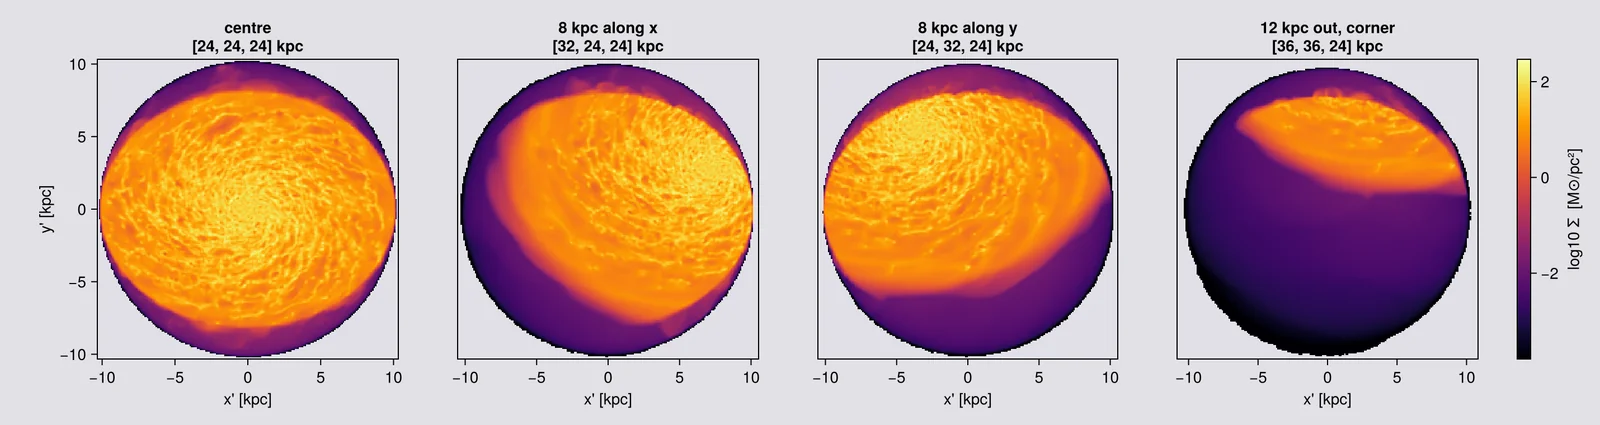 centre
[24, 24, 24] kpc
8 kpc along x
[32, 24, 24] kpc
8 kpc along y
[24, 32, 24] kpc
12 kpc out, corner
[36, 36, 24] kpc
10
5
0
−5
−10
y' [kpc]
−10 −5 0 5 10
x' [kpc]
−10 −5 0 5 10
x' [kpc]
−10 −5 0 5 10
x' [kpc]
−10 −5 0 5 10
x' [kpc]
2
0
−2
log10 Σ [M⊙/pc²]